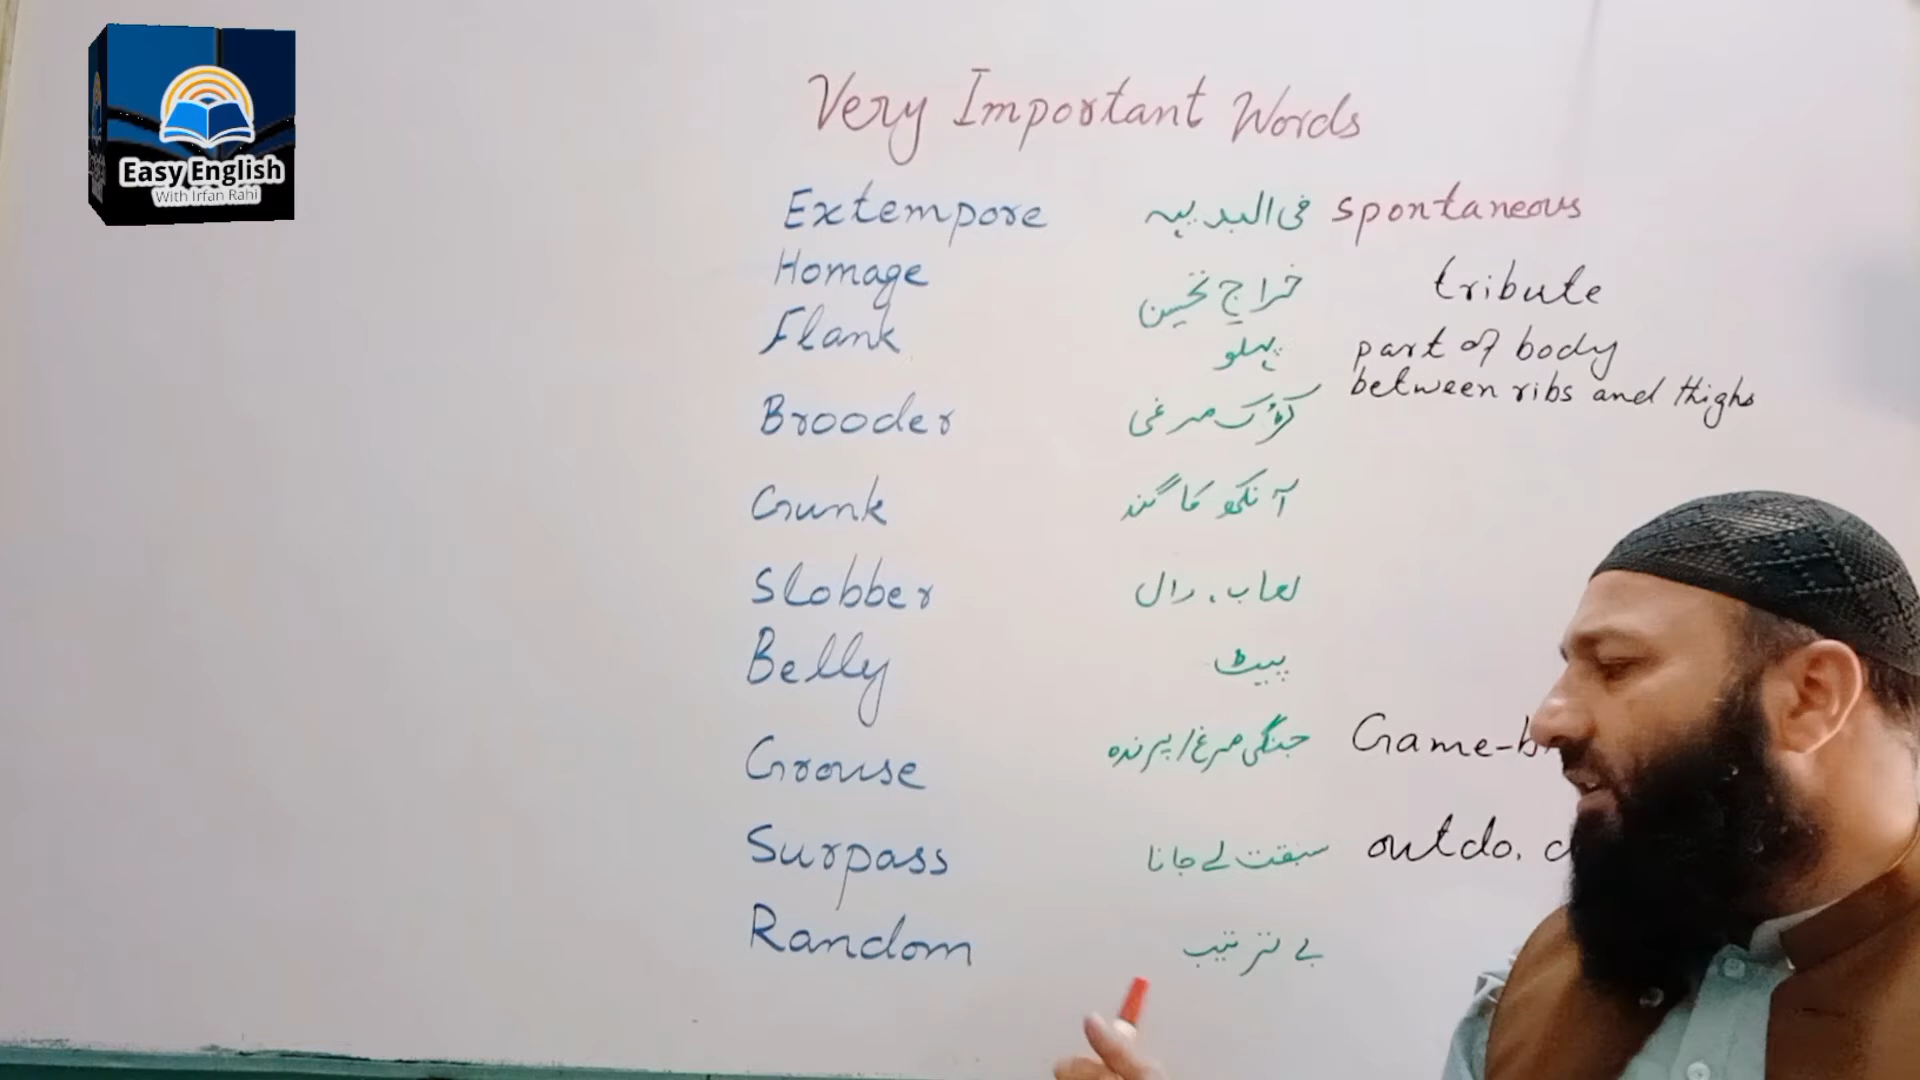 Easy English
With Irfan Rahi
Very Important Words
Extempore فی البدیہہ spontaneous
Homage خراجِ تحسین tribute
Flank پہلو part of body
between ribs and thighs
Brooder کڑک مرغی
Gunk آنکھ کا گند
Slobber لعاب، رال
Belly پیٹ
Grouse جنگلی مرغ/پرندہ Game-b
Surpass سبقت لے جانا outdo,
Random بے ترتیب